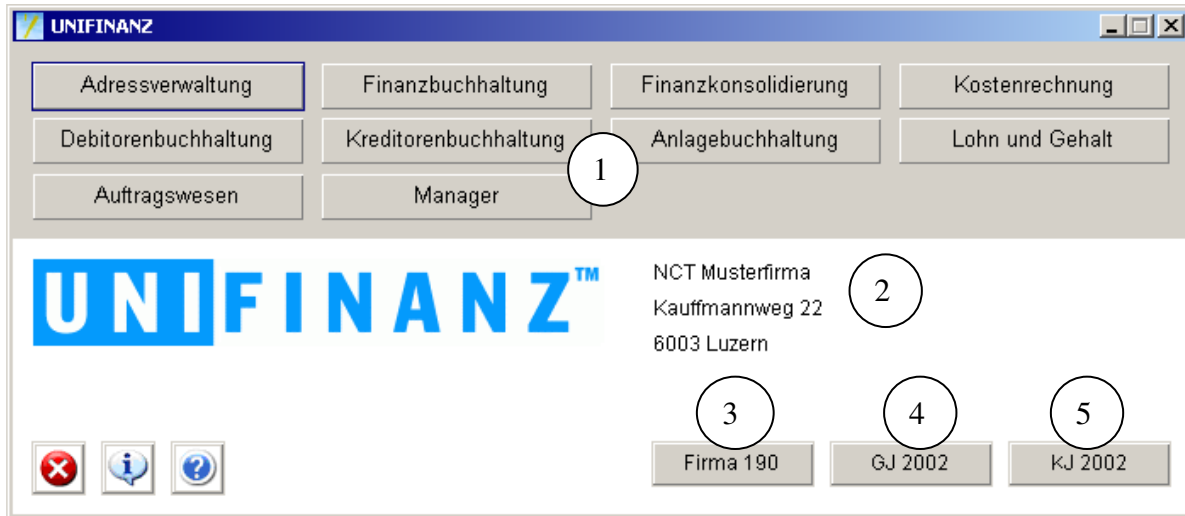 UNIFINANZ
Adressverwaltung Finanzbuchhaltung Finanzkonsolidierung Kostenrechnung
Debitorenbuchhaltung Kreditorenbuchhaltung Anlagebuchhaltung Lohn und Gehalt
1
Auftragswesen Manager
UNIFINANZ™
NCT Musterfirma
2
Kauffmannweg 22
6003 Luzern
3 4 5
Firma 190 GJ 2002 KJ 2002